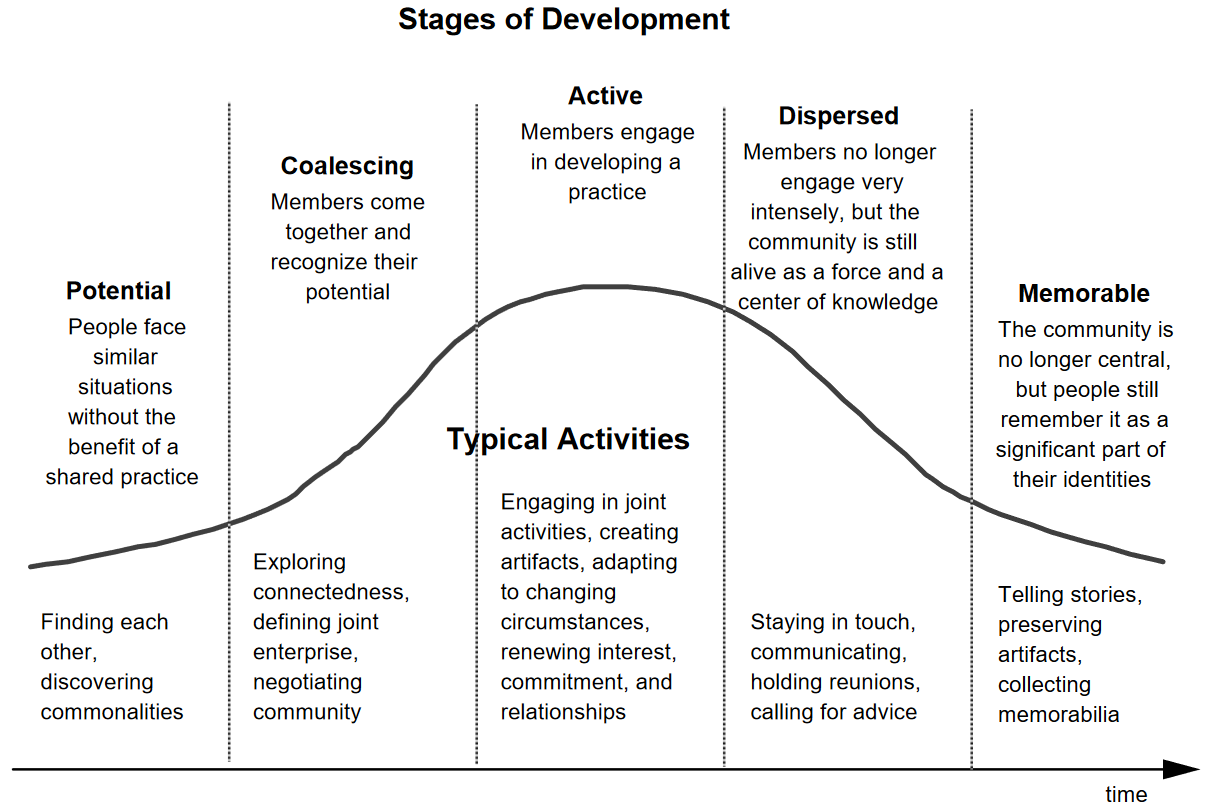 Stages of Development
Potential
People face
similar
situations
without the
benefit of a
shared practice
Coalescing
Members come
together and
recognize their
potential
Active
Members engage
in developing a
practice
Dispersed
Members no longer
engage very
intensely, but the
community is still
alive as a force and a
center of knowledge
Memorable
The community is
no longer central,
but people still
remember it as a
significant part of
their identities
Typical Activities
Finding each
other,
discovering
commonalities
Exploring
connectedness,
defining joint
enterprise,
negotiating
community
Engaging in joint
activities, creating
artifacts, adapting
to changing
circumstances,
renewing interest,
commitment, and
relationships
Staying in touch,
communicating,
holding reunions,
calling for advice
Telling stories,
preserving
artifacts,
collecting
memorabilia
time